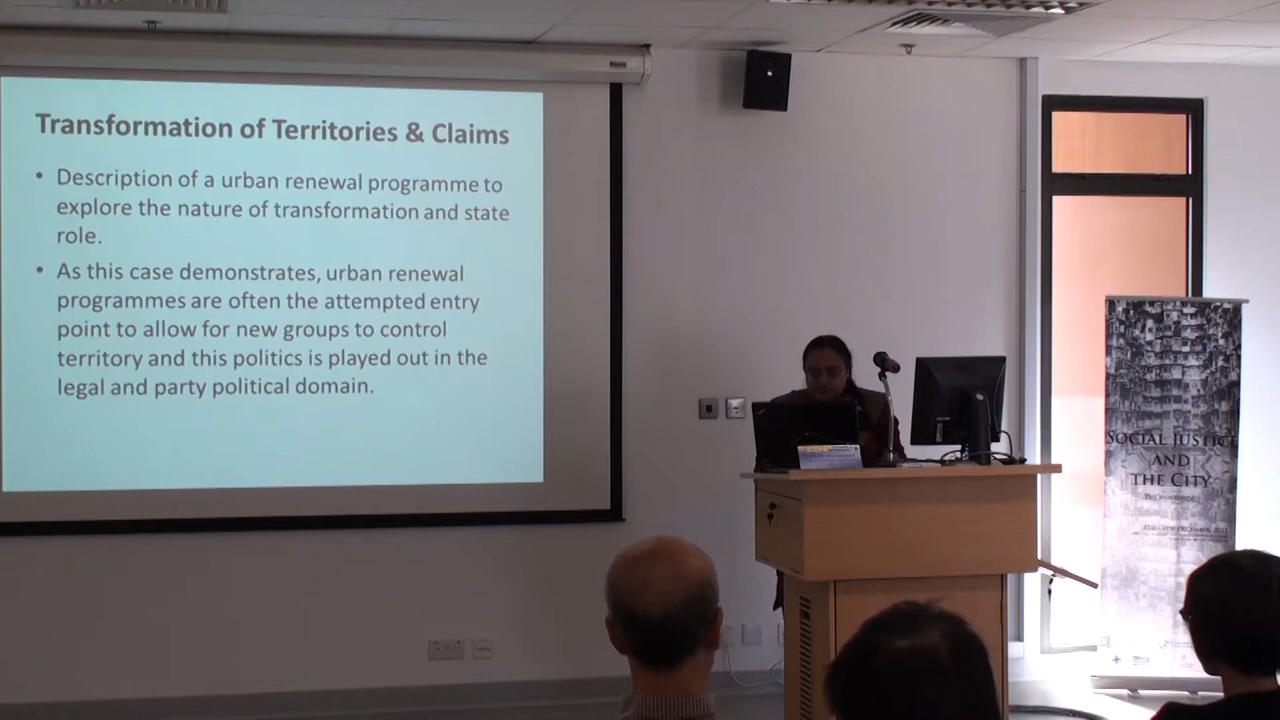 Transformation of Territories & Claims
• Description of a urban renewal programme to
explore the nature of transformation and state
role.
• As this case demonstrates, urban renewal
programmes are often the attempted entry
point to allow for new groups to control
territory and this politics is played out in the
legal and party political domain.
SOCIAL JUSTICE
AND
THE CITY